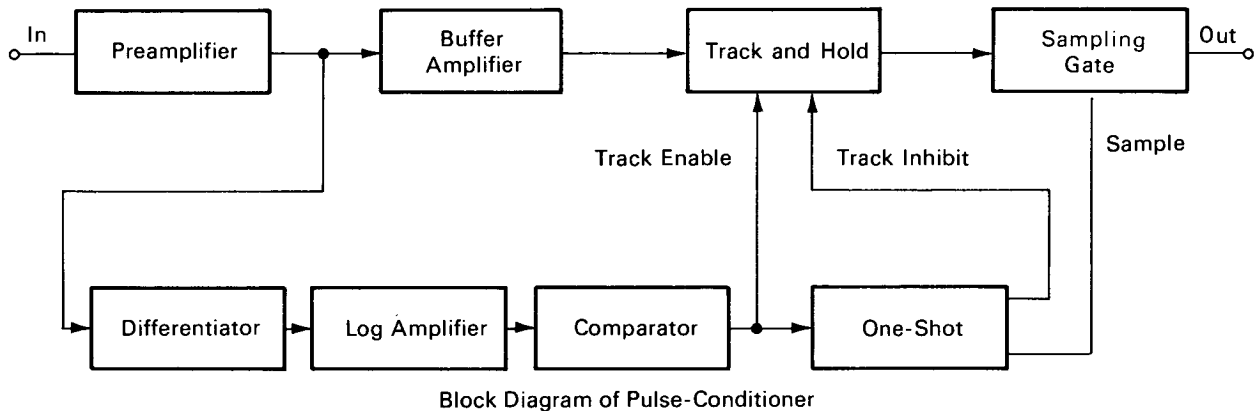 In
Preamplifier
Buffer
Amplifier
Track and Hold
Sampling
Gate
Out
Track Enable
Track Inhibit
Sample
Differentiator
Log Amplifier
Comparator
One-Shot
Block Diagram of Pulse-Conditioner